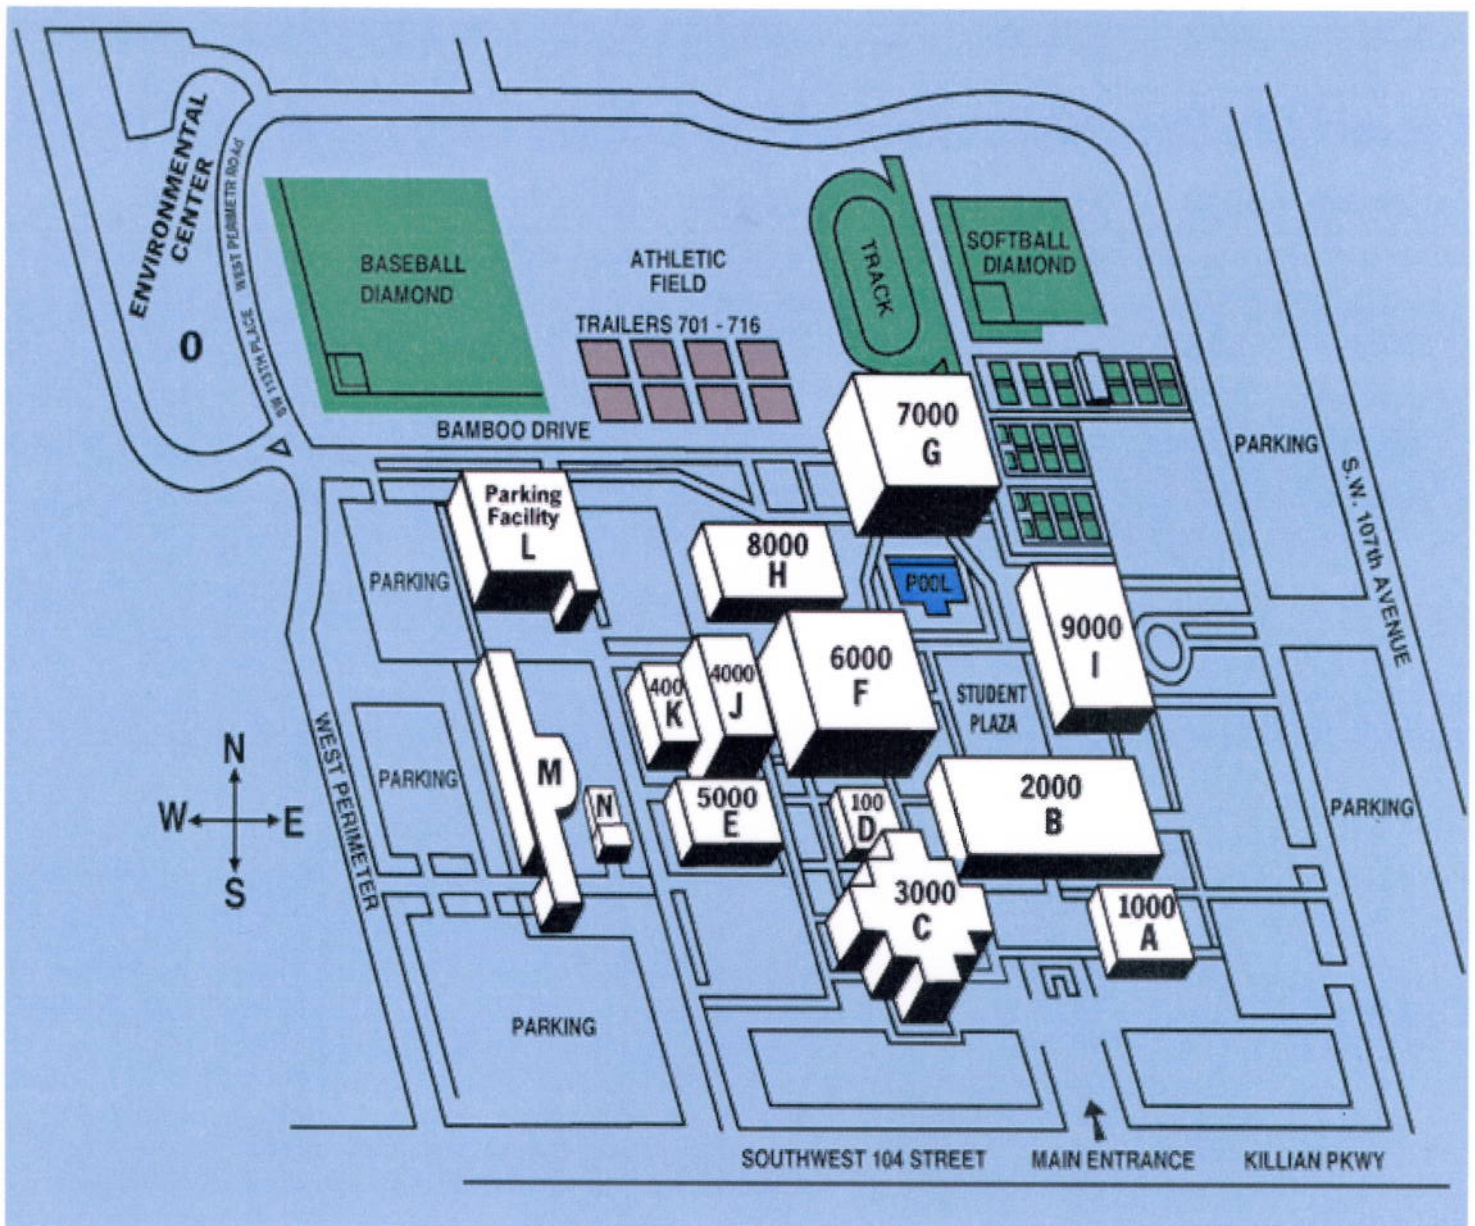 ENVIRONMENTAL
CENTER
O
WEST PERIMETR ROAD
SW 113TH PLACE
BASEBALL
DIAMOND
ATHLETIC
FIELD
TRAILERS 701 - 716
TRACK
SOFTBALL
DIAMOND
BAMBOO DRIVE
7000
G
PARKING
S.W. 107th AVENUE
Parking
Facility
L
8000
H
PARKING
POOL
9000
I
6000
F
400
K
4000
J
STUDENT
PLAZA
WEST PERIMETER
N
W
E
S
PARKING
M
N
5000
E
100
D
2000
B
PARKING
3000
C
1000
A
PARKING
SOUTHWEST 104 STREET
MAIN ENTRANCE
KILLIAN PKWY